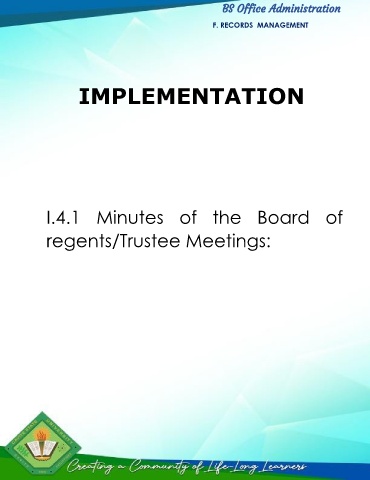 BS Office Administration
F. RECORDS MANAGEMENT
IMPLEMENTATION
I.4.1 Minutes of the Board of
regents/Trustee Meetings:
Creating a Community of Life-Long Learners